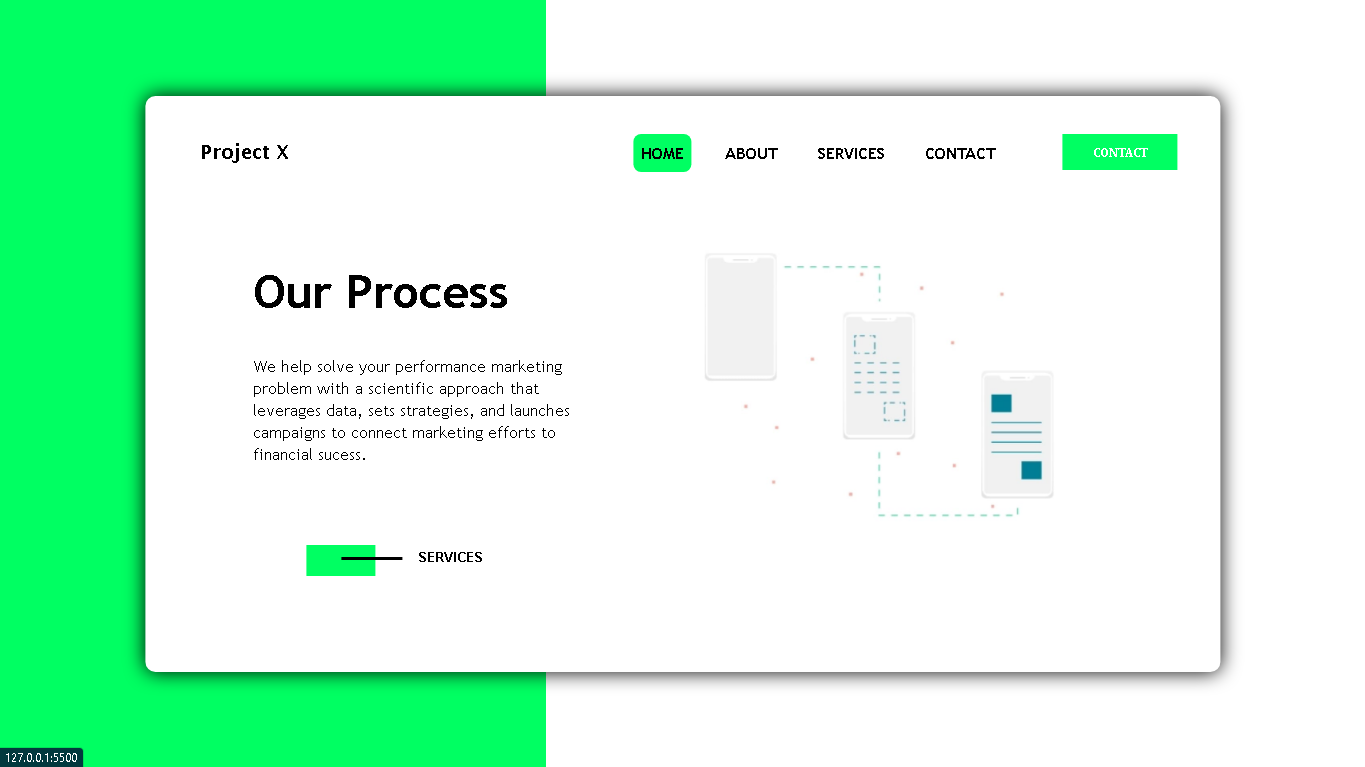 Project X
HOME
ABOUT
SERVICES
CONTACT
CONTACT
Our Process
We help solve your performance marketing
problem with a scientific approach that
leverages data, sets strategies, and launches
campaigns to connect marketing efforts to
financial sucess.
SERVICES
127.0.0.1:5500